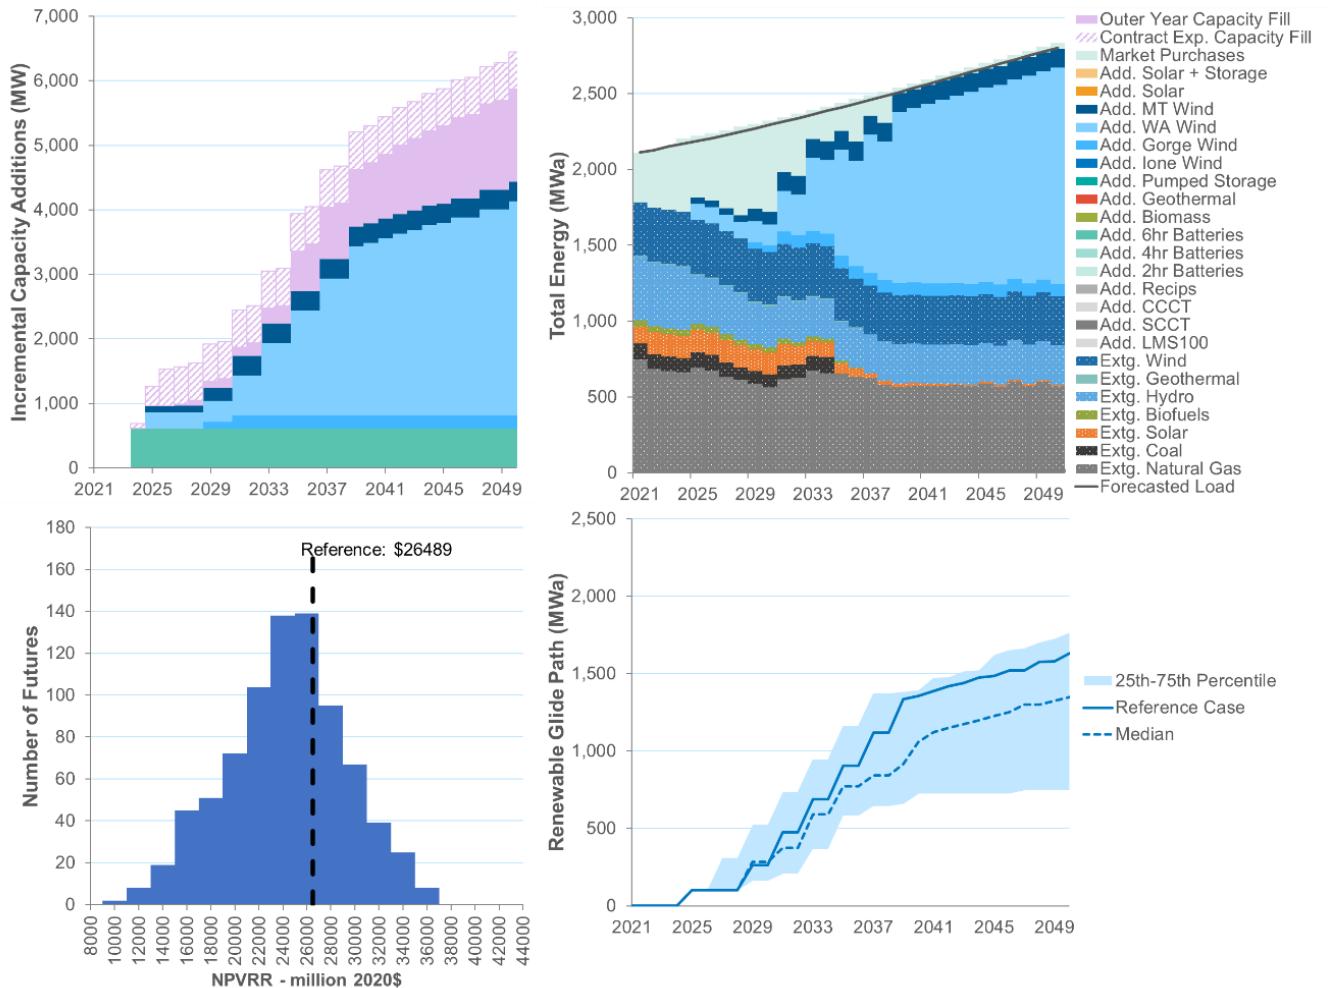 Incremental Capacity Additions (MW)
7,000
6,000
5,000
4,000
3,000
2,000
1,000
0
2021 2025 2029 2033 2037 2041 2045 2049
Total Energy (MWa)
3,000
2,500
2,000
1,500
1,000
500
0
2021 2025 2029 2033 2037 2041 2045 2049
Outer Year Capacity Fill
Contract Exp. Capacity Fill
Market Purchases
Add. Solar + Storage
Add. Solar
Add. MT Wind
Add. WA Wind
Add. Gorge Wind
Add. Ione Wind
Add. Pumped Storage
Add. Geothermal
Add. Biomass
Add. 6hr Batteries
Add. 4hr Batteries
Add. 2hr Batteries
Add. Recips
Add. CCCT
Add. SCCT
Add. LMS100
Extg. Wind
Extg. Geothermal
Extg. Hydro
Extg. Biofuels
Extg. Solar
Extg. Coal
Extg. Natural Gas
Forecasted Load
Number of Futures
180
160
140
120
100
80
60
40
20
0
Reference: $26489
8000 10000 12000 14000 16000 18000 20000 22000 24000 26000 28000 30000 32000 34000 36000 38000 40000 42000 44000
NPVRR - million 2020$
Renewable Glide Path (MWa)
2,500
2,000
1,500
1,000
500
0
2021 2025 2029 2033 2037 2041 2045 2049
25th-75th Percentile
Reference Case
Median